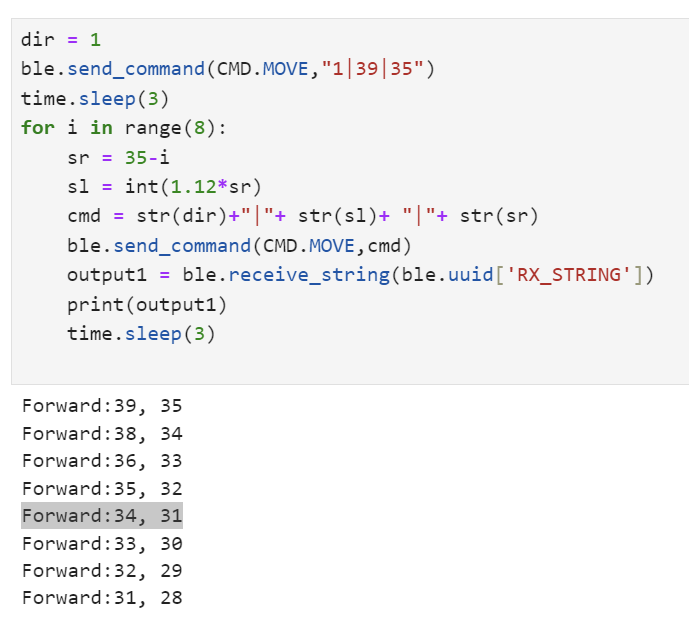 dir = 1
ble.send_command(CMD.MOVE,"1|39|35")
time.sleep(3)
for i in range(8):
    sr = 35-i
    sl = int(1.12*sr)
    cmd = str(dir)+"|"+ str(sl)+ "|"+ str(sr)
    ble.send_command(CMD.MOVE,cmd)
    output1 = ble.receive_string(ble.uuid['RX_STRING'])
    print(output1)
    time.sleep(3)
Forward:39, 35
Forward:38, 34
Forward:36, 33
Forward:35, 32
Forward:34, 31
Forward:33, 30
Forward:32, 29
Forward:31, 28